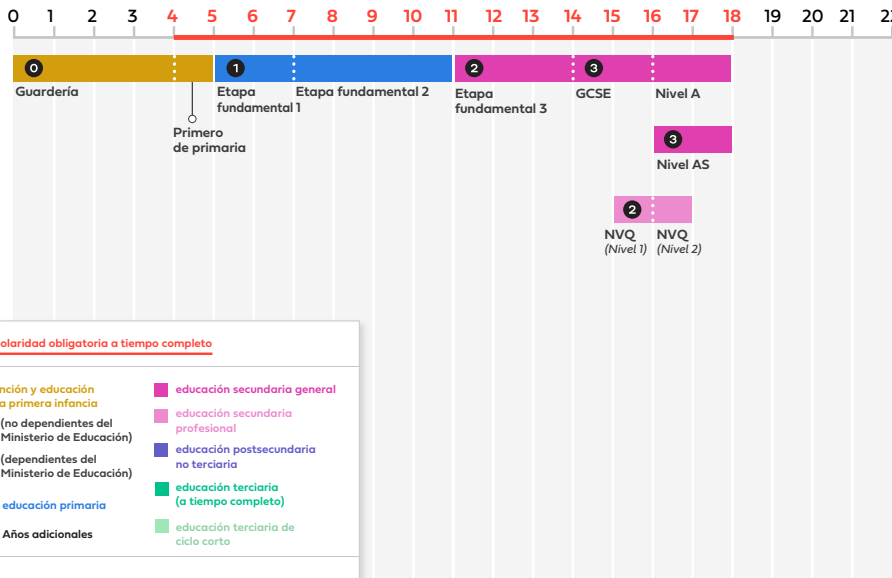 0 1 2 3 4 5 6 7 8 9 10 11 12 13 14 15 16 17 18 19 20 21 22
0 1 2 3
Guardería
Etapa
fundamental 1
Etapa fundamental 2
Etapa
fundamental 3
GCSE
Nivel A
Primero
de primaria
3
Nivel AS
2
NVQ
(Nivel 1)
NVQ
(Nivel 2)
olaridad obligatoria a tiempo completo
nción y educación
a primera infancia
(no dependientes del
Ministerio de Educación)
(dependientes del
Ministerio de Educación)
educación primaria
Años adicionales
educación secundaria general
educación secundaria
profesional
educación postsecundaria
no terciaria
educación terciaria
(a tiempo completo)
educación terciaria de
ciclo corto